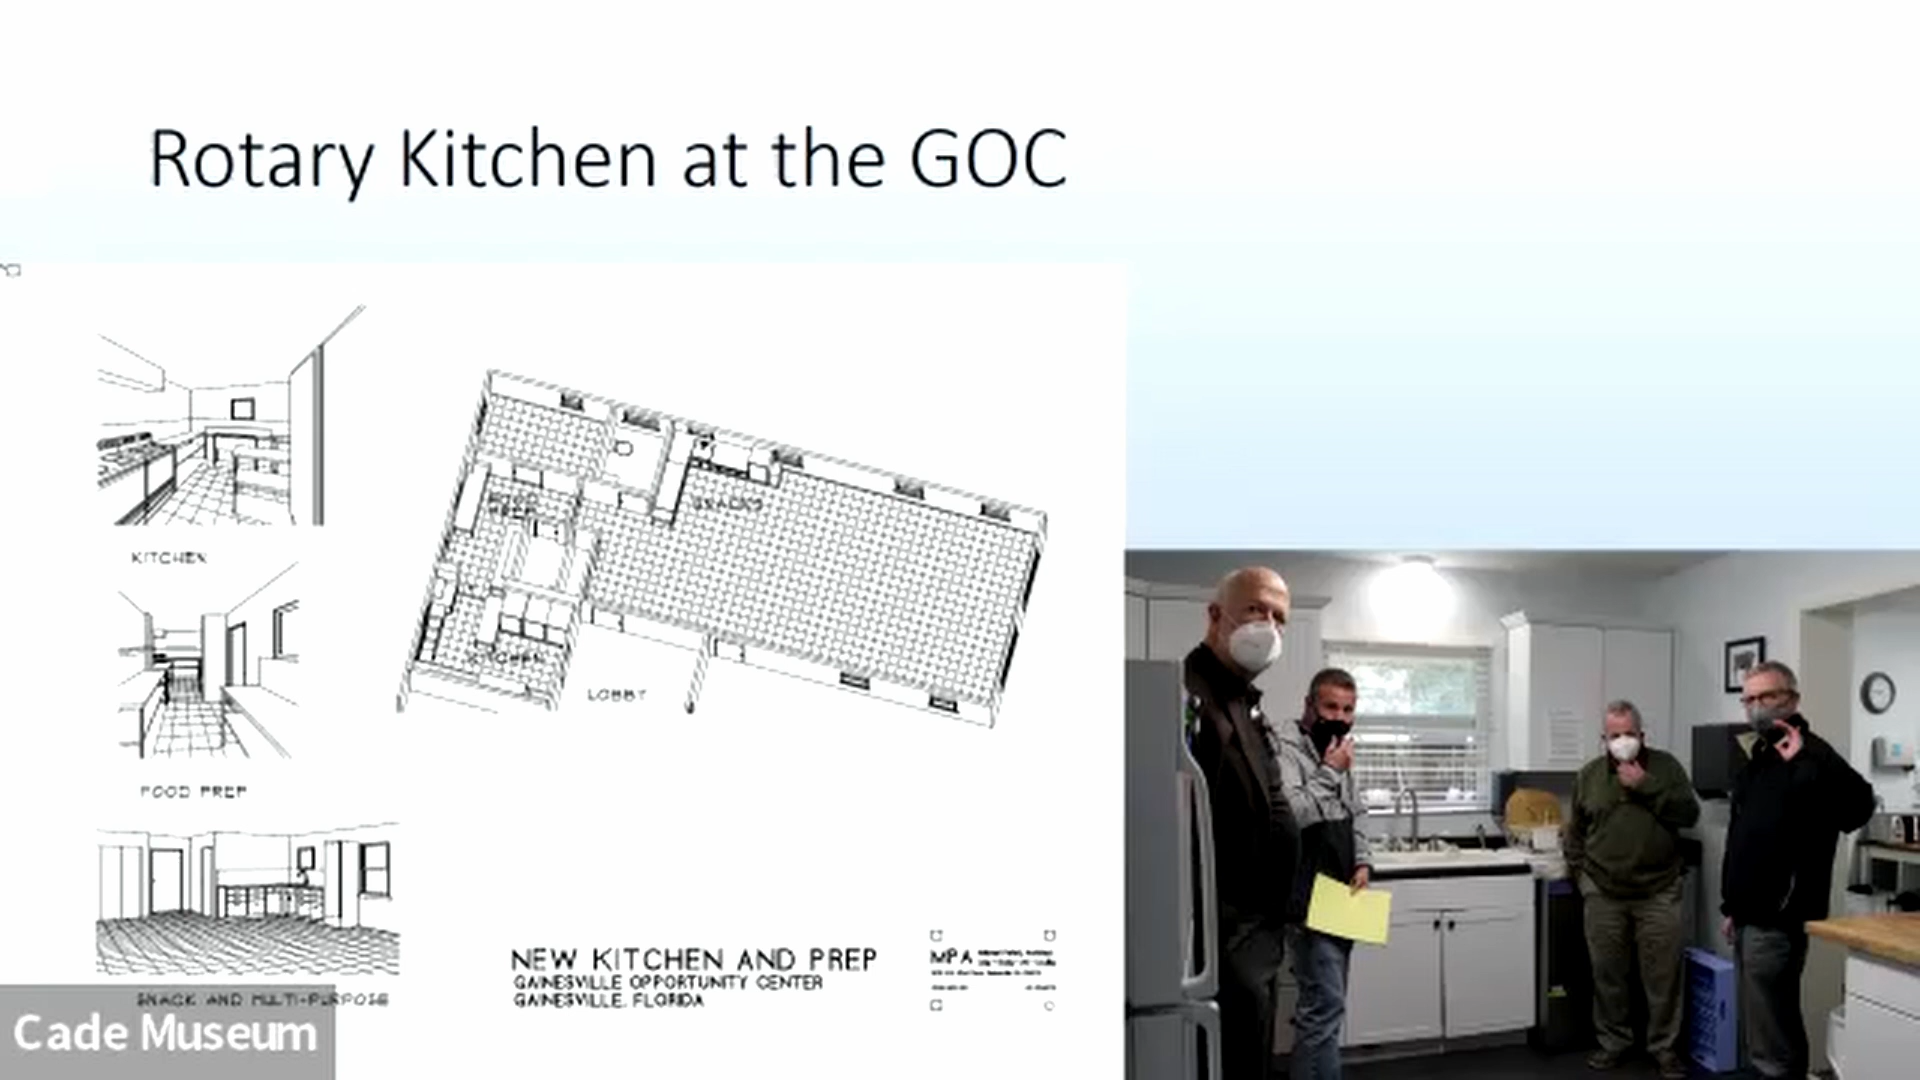 Rotary Kitchen at the GOC
KITCHEN
FOOD PREP
SNACK AND MULTI-PURPOSE
FOOD
PREP
SNACKS
KITCHEN
LOBBY
NEW KITCHEN AND PREP
GAINESVILLE OPPORTUNITY CENTER
GAINESVILLE, FLORIDA
MPA
Cade Museum